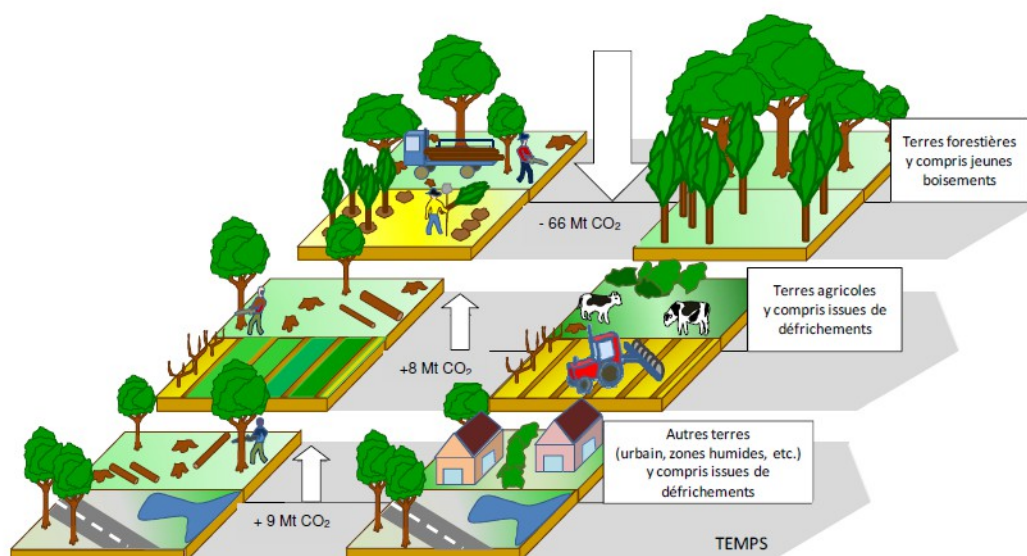 Terres forestières
y compris jeunes
boisements
- 66 Mt CO₂
Terres agricoles
y compris issues de
défrichements
+8 Mt CO₂
Autres terres
(urbain, zones humides, etc.)
y compris issues de
défrichements
+ 9 Mt CO₂
TEMPS